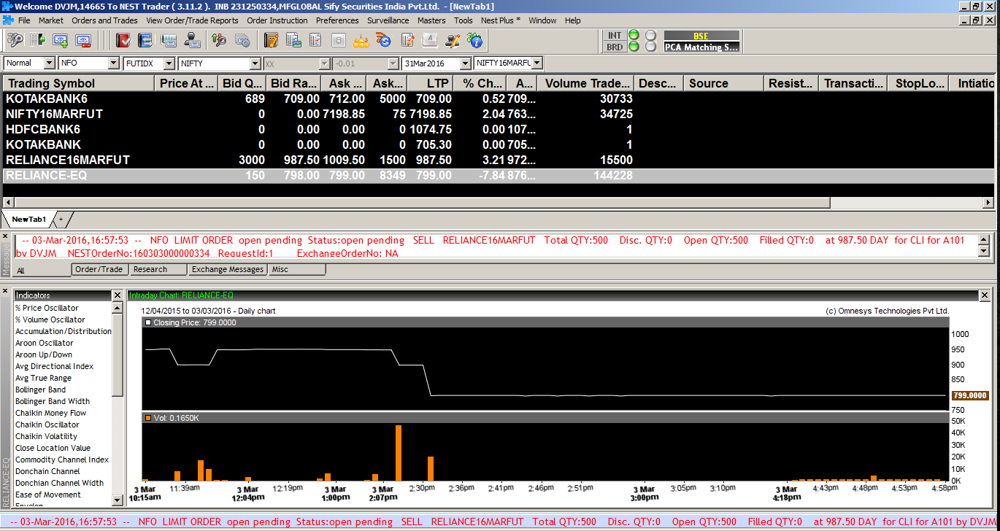 Welcome DVJM,14665 To NEST Trader ( 3.11.2 ).  INB 231250334,MFGLOBAL Sify Securities India Pvt.Ltd.  - [NewTab1]
File Market Orders and Trades View Order/Trade Reports Order Instruction Preferences Surveillance Masters Tools Nest Plus * Window Help
INT BSE
BRD PCA Matching S...
Normal NFO FUTIDX NIFTY XX -0.01 31Mar2016 NIFTY16MARFU
Trading Symbol Price At ... Bid Q... Bid Ra... Ask ... Ask... LTP % Ch... A... Volume Trade... Desc... Source Resist... Transacti... StopLo... Intiatio
KOTAKBANK6 689 709.00 712.00 5000 709.00 0.52 709... 30733
NIFTY16MARFUT 0 0.00 7198.85 75 7198.85 2.04 763... 34725
HDFCBANK6 0 0.00 0.00 0 1074.75 0.00 107... 1
KOTAKBANK 0 0.00 0.00 0 705.30 0.00 705... 1
RELIANCE16MARFUT 3000 987.50 1009.50 1500 987.50 3.21 972... 15500
RELIANCE-EQ 150 798.00 799.00 8349 799.00 -7.84 876... 144228
NewTab1 +
Message
-- 03-Mar-2016,16:57:53 -- NFO LIMIT ORDER open pending Status:open pending SELL RELIANCE16MARFUT Total QTY:500 Disc. QTY:0 Open QTY:500 Filled QTY:0 at 987.50 DAY for CLI for A101
by DVJM NESTOrderNo:160303000000334 RequestId:1 ExchangeOrderNo: NA
All Order/Trade Research Exchange Messages Misc
RELIANCE-EQ
Indicators
% Price Oscillator
% Volume Oscillator
Accumulation/Distribution
Aroon Oscillator
Aroon Up/Down
Avg Directional Index
Avg True Range
Bollinger Band
Bollinger Band Width
Chaikin Money Flow
Chaikin Oscillator
Chaikin Volatility
Close Location Value
Commodity Channel Index
Donchain Channel
Donchian Channel Width
Ease of Movement
Intraday Chart: RELIANCE-EQ
12/04/2015 to 03/03/2016 - Daily chart (c) Omnesys Technologies Pvt Ltd.
Closing Price: 799.0000
1000
950
900
850
799.0000
750
Vol: 0.1650K
50K
40K
30K
20K
10K
0K
3 Mar 11:39am 3 Mar 12:19pm 3 Mar 3 Mar 2:30pm 2:36pm 2:41pm 2:46pm 2:51pm 3 Mar 3:05pm 3:10pm 3 Mar 4:43pm 4:48pm 4:53pm 4:58pm
10:15am 12:04pm 1:00pm 2:07pm 3:00pm 4:18pm
-- 03-Mar-2016,16:57:53 -- NFO LIMIT ORDER open pending Status:open pending SELL RELIANCE16MARFUT Total QTY:500 Disc. QTY:0 Open QTY:500 Filled QTY:0 at 987.50 DAY for CLI for A101 by DVJM